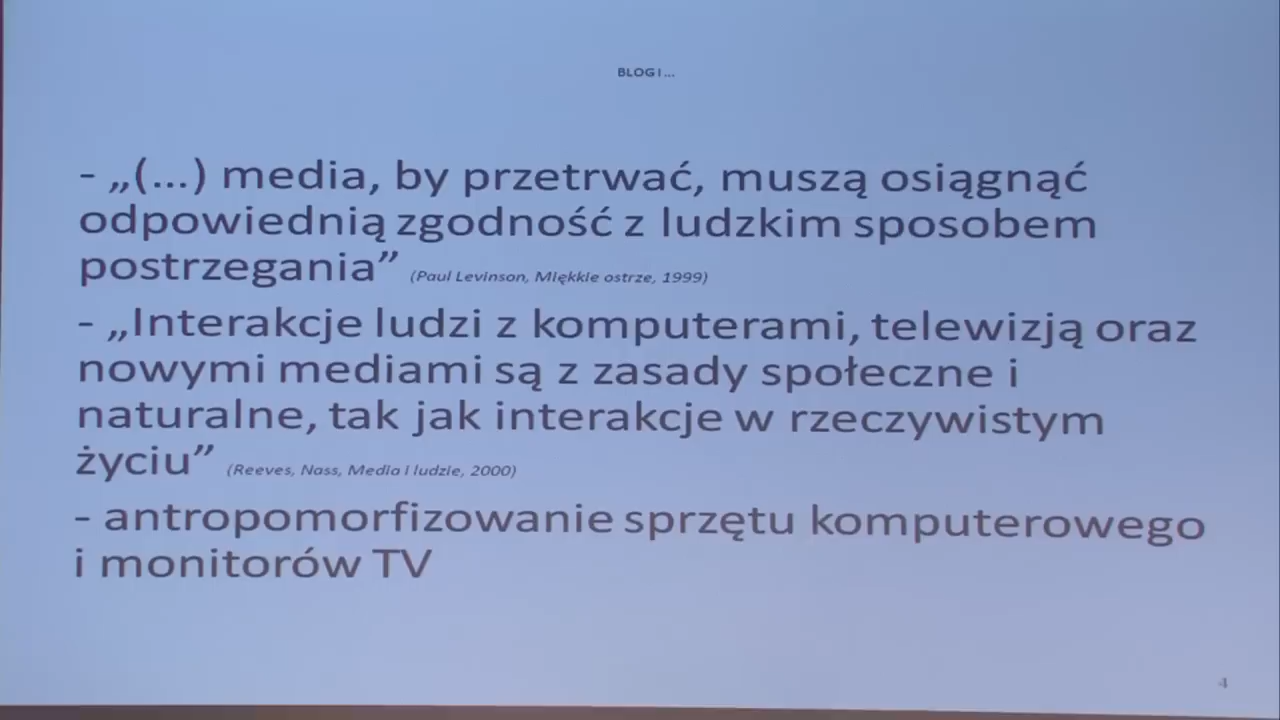 BLOG I ...
- „(...) media, by przetrwać, muszą osiągnąć
odpowiednią zgodność z ludzkim sposobem
postrzegania” (Paul Levinson, Miękkie ostrze, 1999)
- „Interakcje ludzi z komputerami, telewizją oraz
nowymi mediami są z zasady społeczne i
naturalne, tak jak interakcje w rzeczywistym
życiu” (Reeves, Nass, Media i ludzie, 2000)
- antropomorfizowanie sprzętu komputerowego
i monitorów TV
4